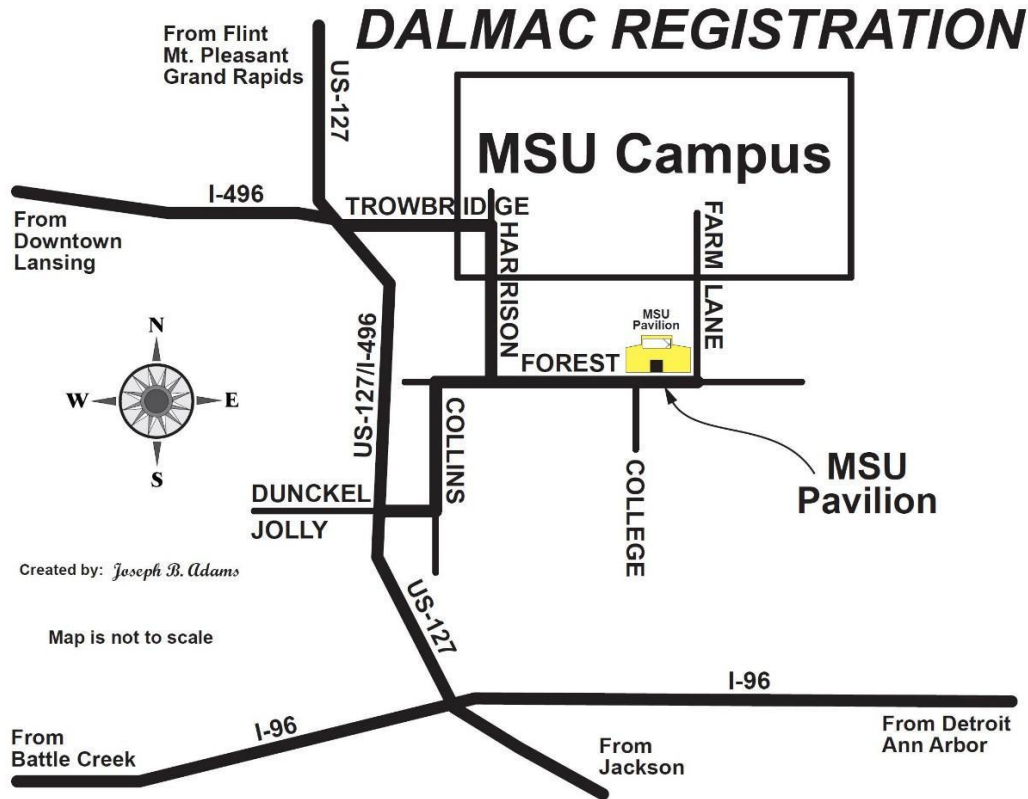 DALMAC REGISTRATION
From Flint
Mt. Pleasant
Grand Rapids
US-127
MSU Campus
I-496
TROWBRIDGE
From
Downtown
Lansing
HARRISON
FARM LANE
MSU
Pavilion
N
W
E
S
US-127/I-496
FOREST
COLLINS
COLLEGE
MSU
Pavilion
DUNCKEL
JOLLY
Created by: Joseph B. Adams
US-127
Map is not to scale
I-96
I-96
From
Battle Creek
From
Jackson
From Detroit
Ann Arbor